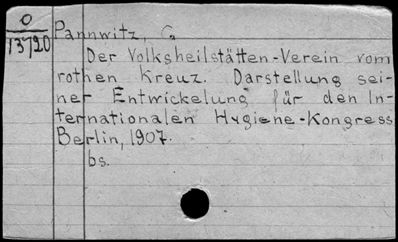 O
13720
Pannwitz, G.
Der Volksheilstätten-Verein vom
rothen Kreuz. Darstellung sei-
ner Entwickelung für den In-
ternationalen Hygiene-Kongress
Berlin, 1907.
bs.